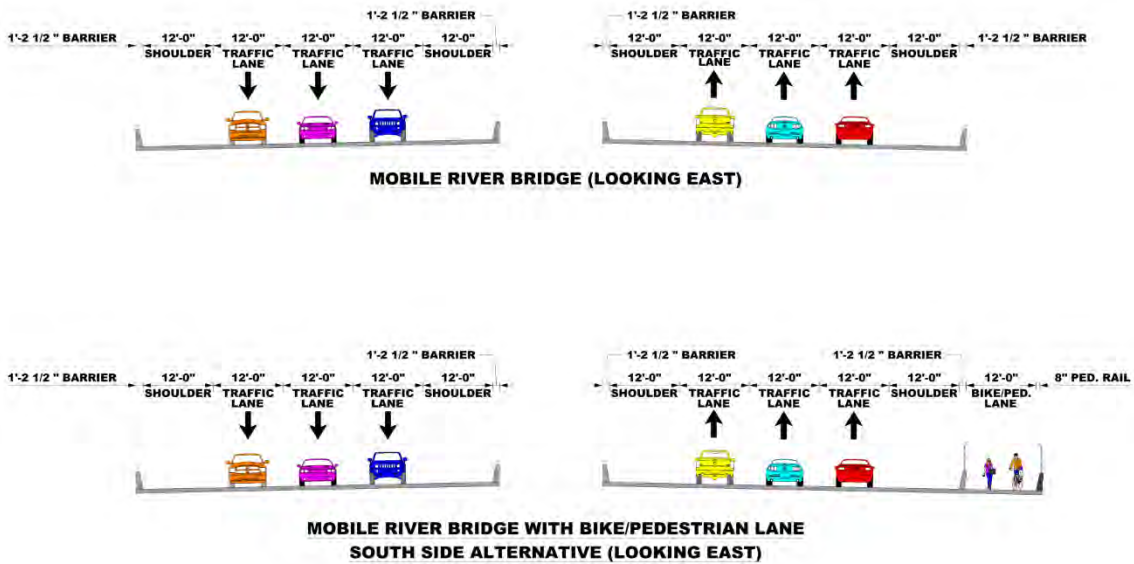 1'-2 1/2 " BARRIER 1'-2 1/2 " BARRIER
1'-2 1/2 " BARRIER 12'-0" 12'-0" 12'-0" 12'-0" 12'-0" 12'-0" 12'-0" 12'-0" 12'-0" 12'-0" 1'-2 1/2 " BARRIER
SHOULDER TRAFFIC TRAFFIC TRAFFIC SHOULDER SHOULDER TRAFFIC TRAFFIC TRAFFIC SHOULDER
LANE LANE LANE LANE LANE LANE
MOBILE RIVER BRIDGE (LOOKING EAST)
1'-2 1/2 " BARRIER 1'-2 1/2 " BARRIER 1'-2 1/2 " BARRIER
1'-2 1/2 " BARRIER 12'-0" 12'-0" 12'-0" 12'-0" 12'-0" 12'-0" 12'-0" 12'-0" 12'-0" 12'-0" 12'-0" 8" PED. RAIL
SHOULDER TRAFFIC TRAFFIC TRAFFIC SHOULDER SHOULDER TRAFFIC TRAFFIC TRAFFIC SHOULDER BIKE/PED.
LANE LANE LANE LANE LANE LANE LANE
MOBILE RIVER BRIDGE WITH BIKE/PEDESTRIAN LANE
SOUTH SIDE ALTERNATIVE (LOOKING EAST)